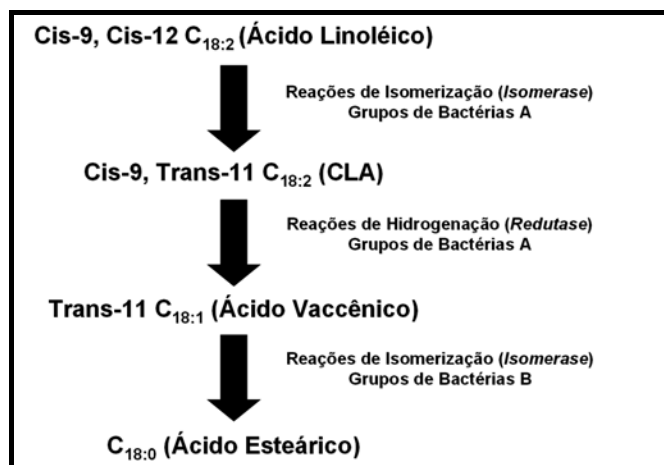 Cis-9, Cis-12 C18:2 (Ácido Linoléico)
Reações de Isomerização (Isomerase)
Grupos de Bactérias A
Cis-9, Trans-11 C18:2 (CLA)
Reações de Hidrogenação (Redutase)
Grupos de Bactérias A
Trans-11 C18:1 (Ácido Vaccênico)
Reações de Isomerização (Isomerase)
Grupos de Bactérias B
C18:0 (Ácido Esteárico)